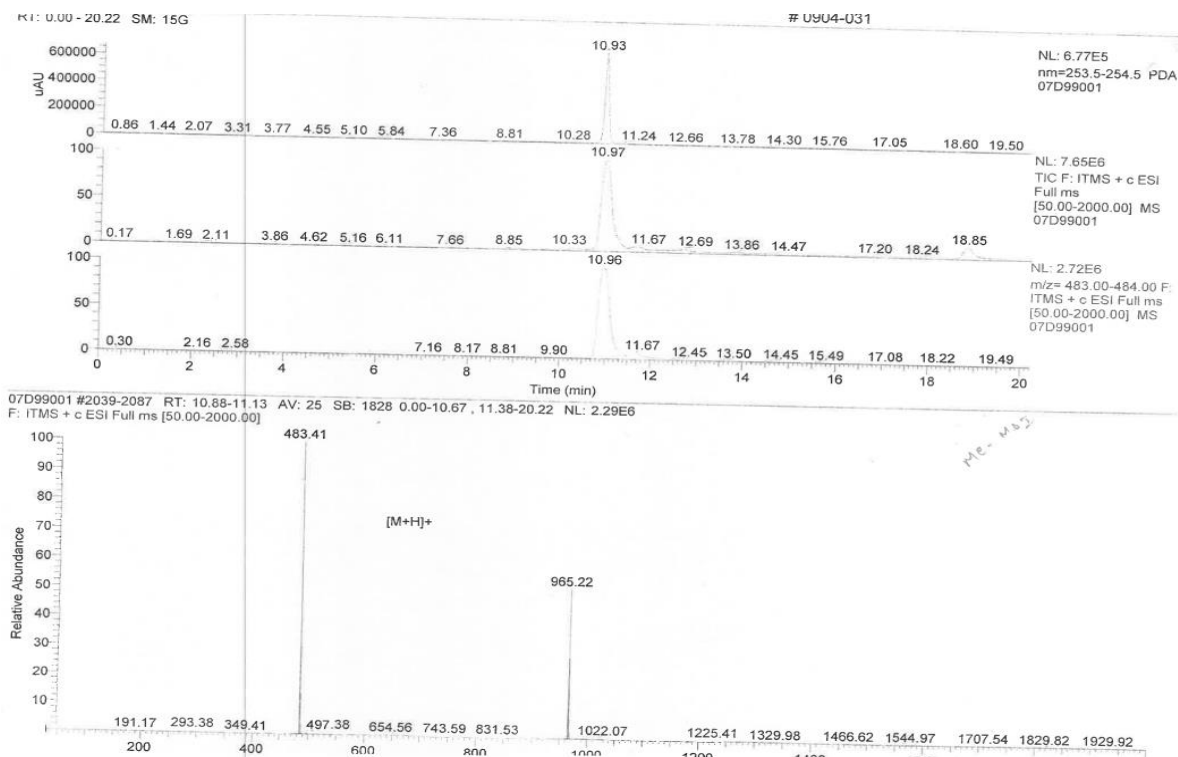 RT: 0.00 - 20.22 SM: 15G
# 0904-031
600000
400000
200000
0
uAU
10.93
0.86 1.44 2.07 3.31 3.77 4.55 5.10 5.84 7.36 8.81 10.28 11.24 12.66 13.78 14.30 15.76 17.05 18.60 19.50
NL: 6.77E5
nm=253.5-254.5 PDA
07D99001
100
50
0
10.97
0.17 1.69 2.11 3.86 4.62 5.16 6.11 7.66 8.85 10.33 11.67 12.69 13.86 14.47 17.20 18.24 18.85
NL: 7.65E6
TIC F: ITMS + c ESI
Full ms
[50.00-2000.00] MS
07D99001
100
50
0
10.96
0.30 2.16 2.58 7.16 8.17 8.81 9.90 11.67 12.45 13.50 14.45 15.49 17.08 18.22 19.49
NL: 2.72E6
m/z= 483.00-484.00 F:
ITMS + c ESI Full ms
[50.00-2000.00] MS
07D99001
0 2 4 6 8 10 12 14 16 18 20
Time (min)
07D99001 #2039-2087 RT: 10.88-11.13 AV: 25 SB: 1828 0.00-10.67 , 11.38-20.22 NL: 2.29E6
F: ITMS + c ESI Full ms [50.00-2000.00]
100
90
80
70
60
50
40
30
20
10
Relative Abundance
483.41
[M+H]+
965.22
191.17 293.38 349.41 497.38 654.56 743.59 831.53 1022.07 1225.41 1329.98 1466.62 1544.97 1707.54 1829.82 1929.92
200 400 600 800 1000